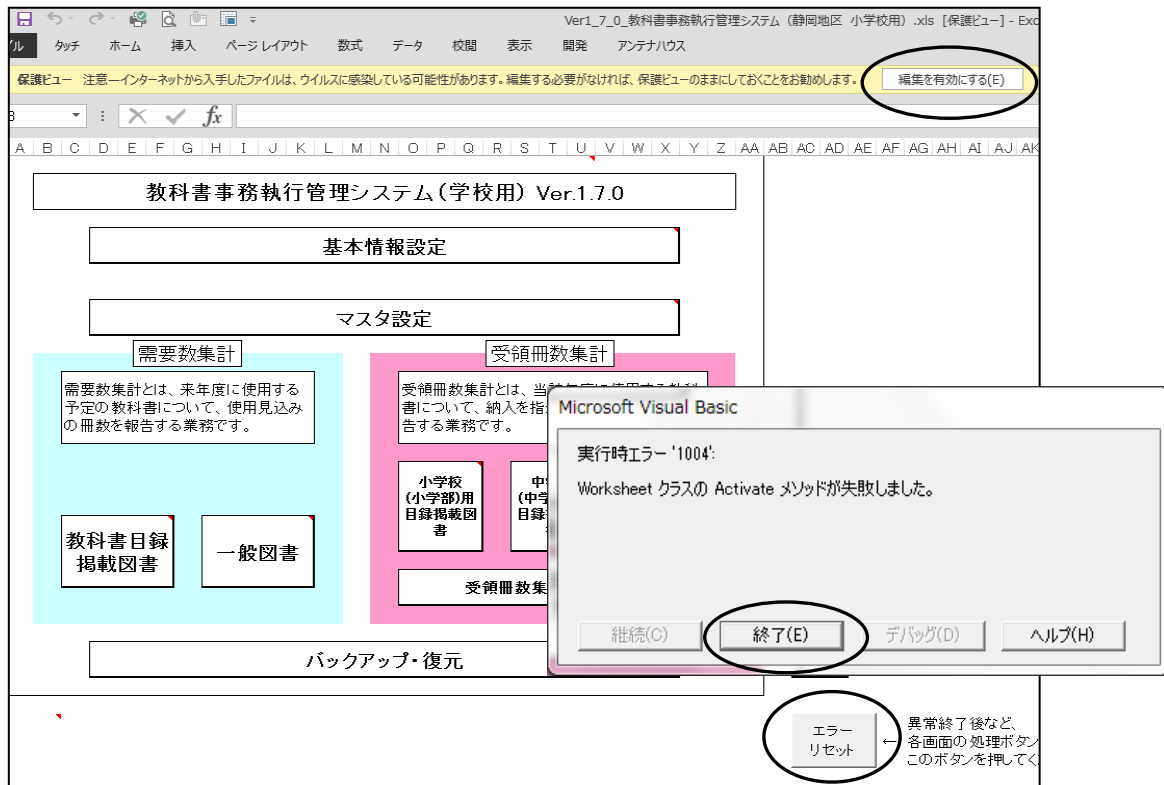 Ver1_7_0_教科書事務執行管理システム（静岡地区 小学校用）.xls [保護ビュー] - Exc
タッチ ホーム 挿入 ページ レイアウト 数式 データ 校閲 表示 開発 アンテナハウス
保護ビュー 注意—インターネットから入手したファイルは、ウイルスに感染している可能性があります。編集する必要がなければ、保護ビューのままにしておくことをお勧めします。 編集を有効にする(E)
fx
A B C D E F G H I J K L M N O P Q R S T U V W X Y Z AA AB AC AD AE AF AG AH AI AJ AK
教科書事務執行管理システム(学校用) Ver.1.7.0
基本情報設定
マスタ設定
需要数集計
需要数集計とは、来年度に使用する
予定の教科書について、使用見込み
の冊数を報告する業務です。
教科書目録
掲載図書
一般図書
受領冊数集計
受領冊数集計とは、当
書について、納入を指
告する業務です。
小学校
(小学部)用
目録掲載図
書
中
(中学
目録
受領冊数集
バックアップ・復元
Microsoft Visual Basic
実行時エラー '1004':
Worksheet クラスの Activate メソッドが失敗しました。
継続(C) 終了(E) デバッグ(D) ヘルプ(H)
エラー
リセット
← 異常終了後など、
各画面の処理ボタン
このボタンを押してく